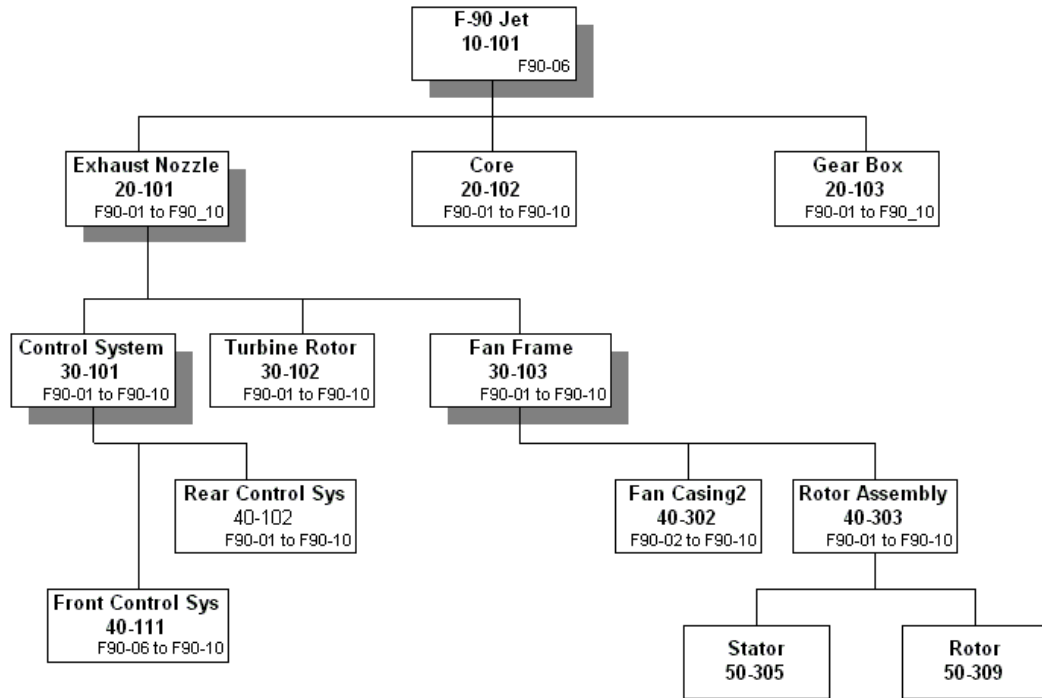 F-90 Jet
10-101
F90-06
Exhaust Nozzle
20-101
F90-01 to F90_10
Core
20-102
F90-01 to F90-10
Gear Box
20-103
F90-01 to F90_10
Control System
30-101
F90-01 to F90-10
Turbine Rotor
30-102
F90-01 to F90-10
Fan Frame
30-103
F90-01 to F90-10
Rear Control Sys
40-102
F90-01 to F90-10
Fan Casing2
40-302
F90-02 to F90-10
Rotor Assembly
40-303
F90-01 to F90-10
Front Control Sys
40-111
F90-06 to F90-10
Stator
50-305
Rotor
50-309